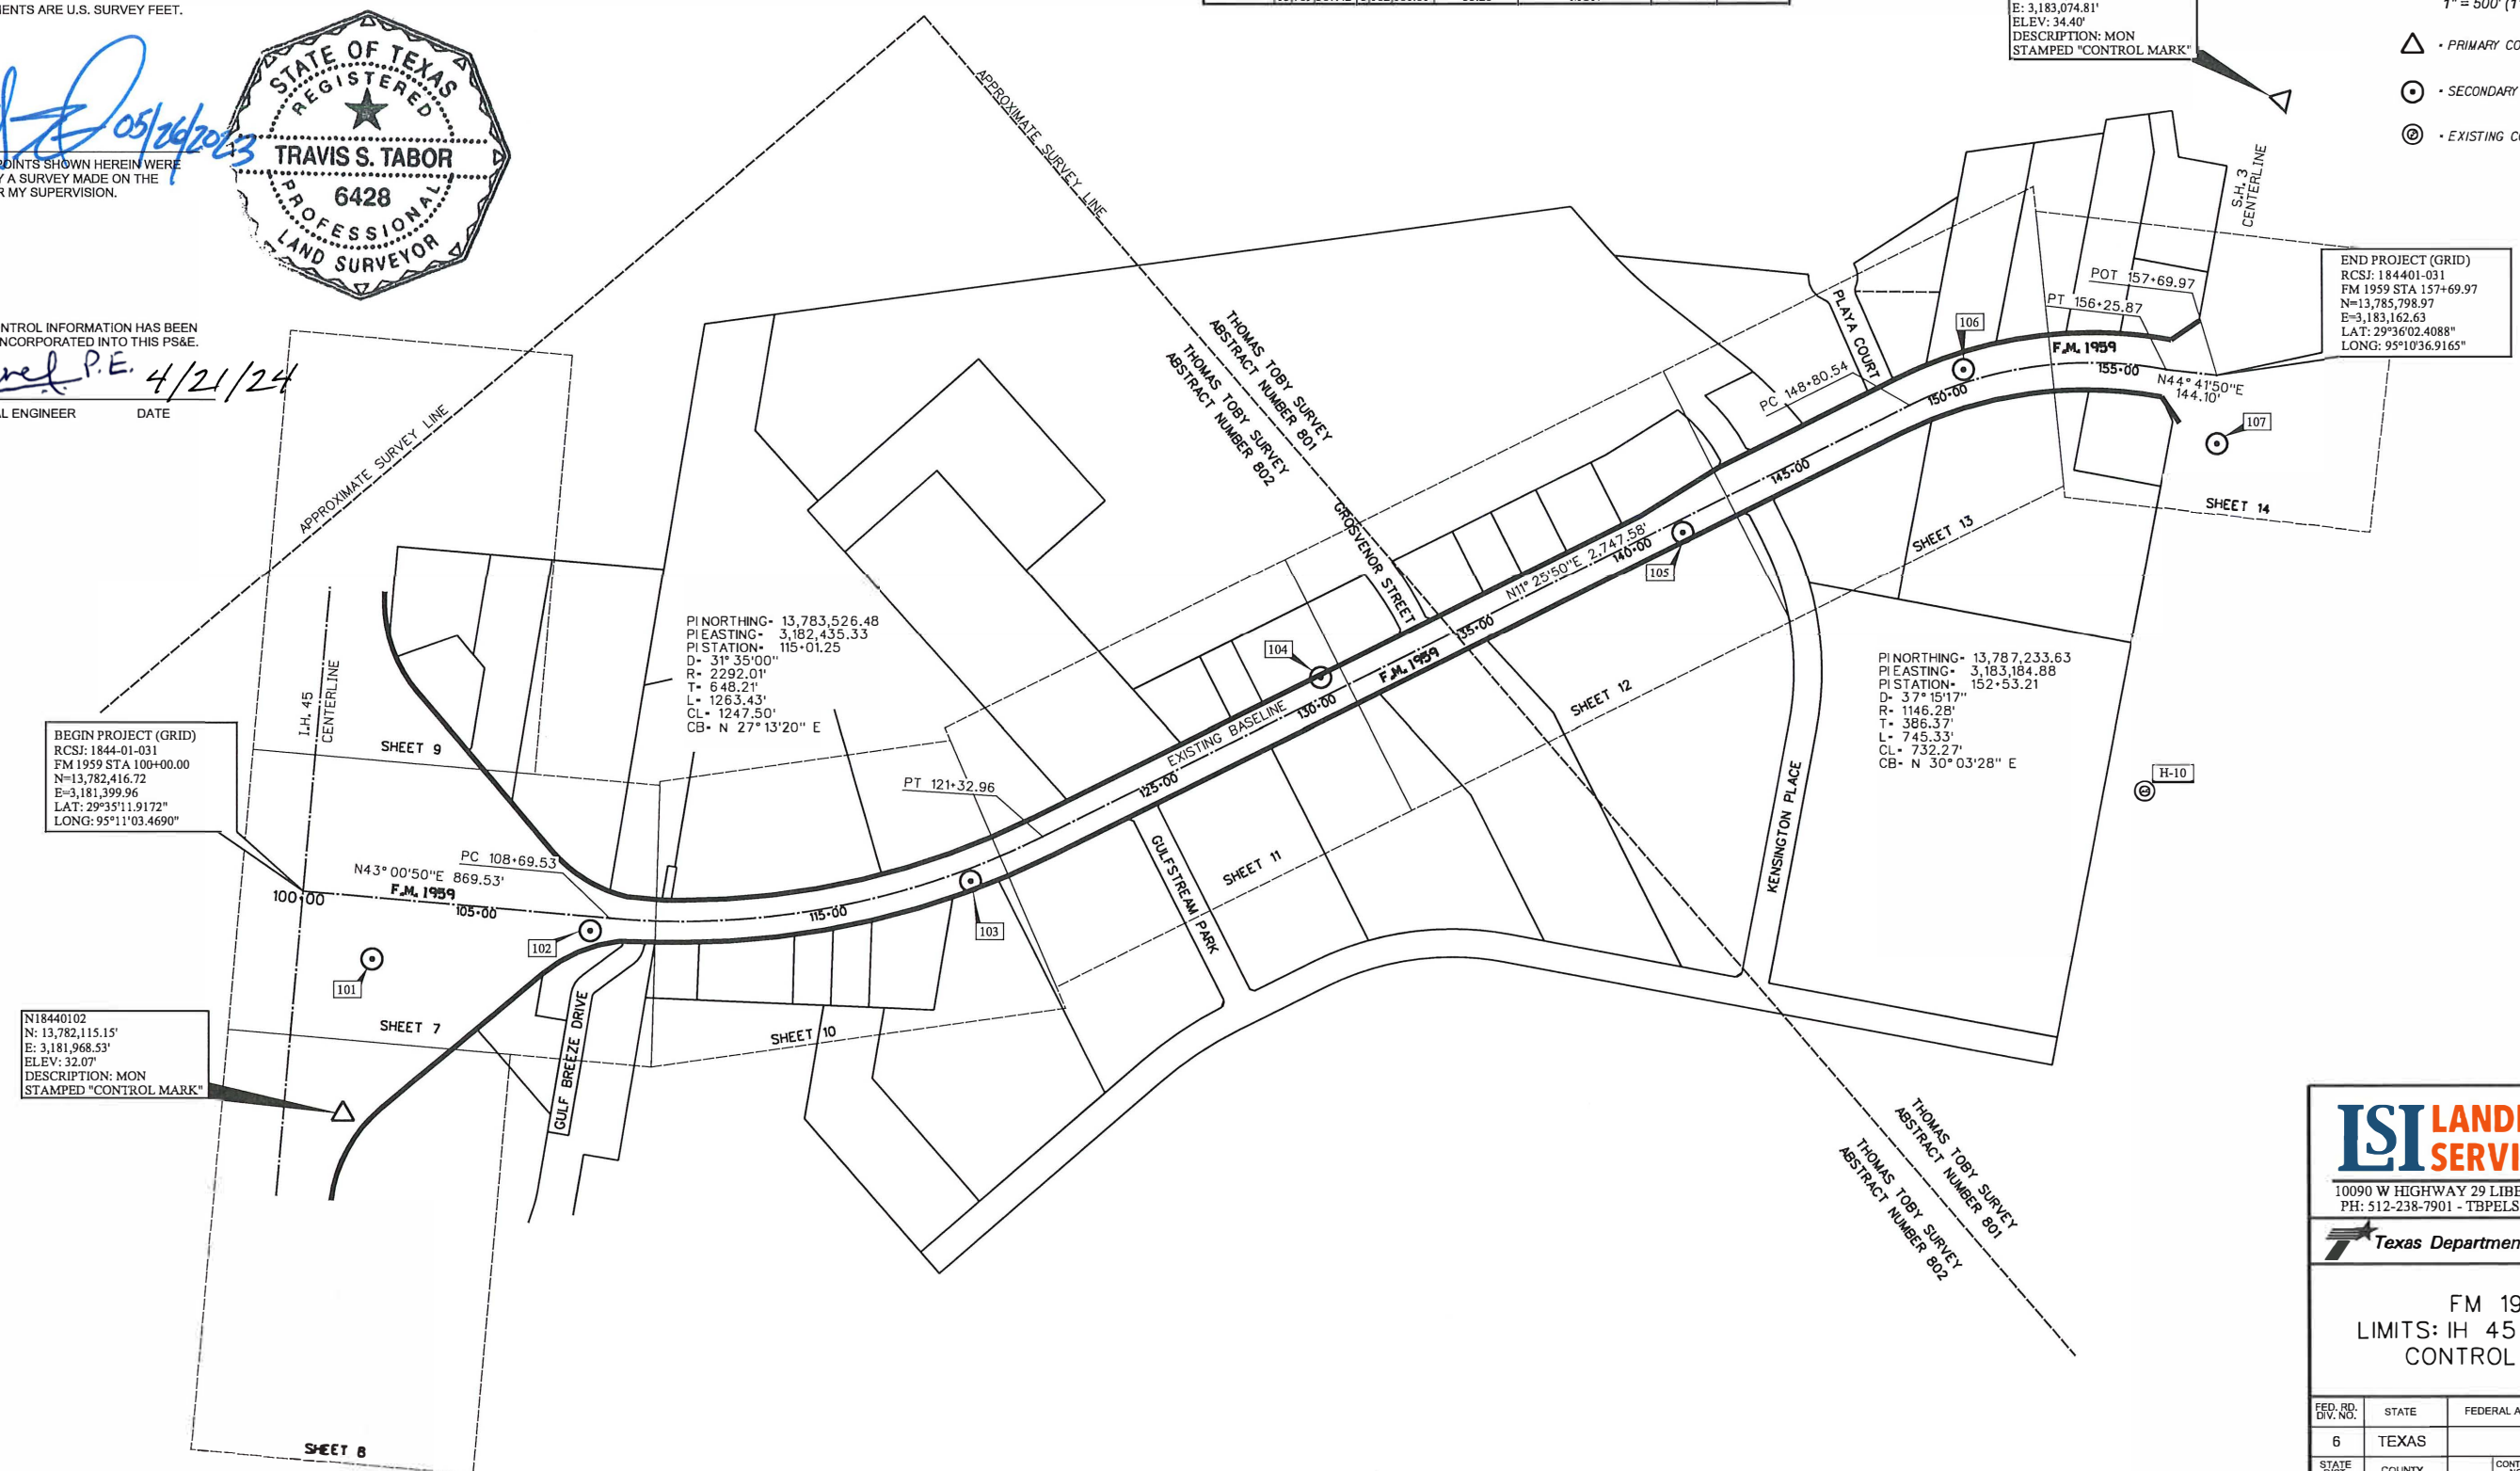 ENTS ARE U.S. SURVEY FEET.
05/26/2023
OINTS SHOWN HEREIN WERE
A SURVEY MADE ON THE
MY SUPERVISION.
STATE OF TEXAS
REGISTERED
TRAVIS S. TABOR
6428
PROFESSIONAL
LAND SURVEYOR
NTROL INFORMATION HAS BEEN
NCORPORATED INTO THIS PS&E.
P.E. 4/21/24
ENGINEER DATE
E: 3,183,074.81'
ELEV: 34.40'
DESCRIPTION: MON
STAMPED "CONTROL MARK"
1" = 500' (1
- PRIMARY CO
- SECONDARY
- EXISTING C
APPROXIMATE SURVEY LINE
APPROXIMATE SURVEY LINE
S.H. 3
CENTERLINE
END PROJECT (GRID)
RCSJ: 184401-031
FM 1959 STA 157+69.97
N=13,785,798.97
E=3,183,162.63
LAT: 29°36'02.4088"
LONG: 95°10'36.9165"
POT 157+69.97
PT 156+25.87
PLAYA COURT
106
F.M. 1959
155+00
N44° 41'50"E
144.10'
PC 148+80.54
150+00
107
THOMAS TOBY SURVEY
ABSTRACT NUMBER 801
THOMAS TOBY SURVEY
ABSTRACT NUMBER 802
145+00
SHEET 14
SHEET 13
GROSVENOR STREET
N11° 25'50"E 2,747.58'
140+00
105
135+00
104
F.M. 1959
130+00
SHEET 12
EXISTING BASELINE
125+00
PI NORTHING- 13,783,526.48
PI EASTING- 3,182,435.33
PI STATION- 115+01.25
D- 31° 35'00"
R- 2292.01'
T- 648.21'
L- 1263.43'
CL- 1247.50'
CB- N 27° 13'20" E
PI NORTHING- 13,787,233.63
PI EASTING- 3,183,184.88
PI STATION- 152+53.21
D- 37° 15'17"
R- 1146.28'
T- 386.37'
L- 745.33'
CL- 732.27'
CB- N 30° 03'28" E
H-10
KENSINGTON PLACE
I.H. 45
CENTERLINE
SHEET 9
BEGIN PROJECT (GRID)
RCSJ: 1844-01-031
FM 1959 STA 100+00.00
N=13,782,416.72
E=3,181,399.96
LAT: 29°35'11.9172"
LONG: 95°11'03.4690"
PT 121+32.96
PC 108+69.53
N43° 00'50"E 869.53'
F.M. 1959
100+00
105+00
115+00
GULFSTREAM PARK
SHEET 11
103
102
101
N18440102
N: 13,782,115.15'
E: 3,181,968.53'
ELEV: 32.07'
DESCRIPTION: MON
STAMPED "CONTROL MARK"
SHEET 7
SHEET 10
GULF BREEZE DRIVE
THOMAS TOBY SURVEY
ABSTRACT NUMBER 801
THOMAS TOBY SURVEY
ABSTRACT NUMBER 802
SHEET 8
LSI LAND
SERVI
10090 W HIGHWAY 29 LIBE
PH: 512-238-7901 - TBPELS
Texas Departmen
FM 19
LIMITS: IH 45
CONTROL
FED. RD.
DIV. NO.
STATE
FEDERAL A
6
TEXAS
STATE
COUNTY
CONT